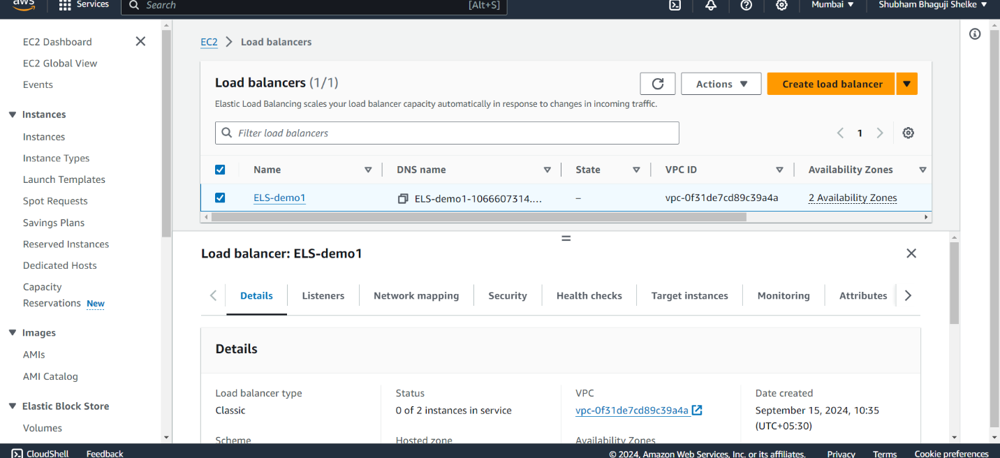 aws
Services
Search
[Alt+S]
Mumbai ▼
Shubham Bhaguji Shelke ▼
EC2 Dashboard
EC2 Global View
Events
Instances
Instances
Instance Types
Launch Templates
Spot Requests
Savings Plans
Reserved Instances
Dedicated Hosts
Capacity
Reservations New
Images
AMIs
AMI Catalog
Elastic Block Store
Volumes
EC2 > Load balancers
Load balancers (1/1)
Actions ▼
Create load balancer
Elastic Load Balancing scales your load balancer capacity automatically in response to changes in incoming traffic.
Filter load balancers
1
Name
DNS name
State
VPC ID
Availability Zones
ELS-demo1
ELS-demo1-1066607314....
–
vpc-0f31de7cd89c39a4a
2 Availability Zones
Load balancer: ELS-demo1
Details
Listeners
Network mapping
Security
Health checks
Target instances
Monitoring
Attributes
Details
Load balancer type
Classic
Status
0 of 2 instances in service
VPC
vpc-0f31de7cd89c39a4a
Date created
September 15, 2024, 10:35
(UTC+05:30)
Scheme
Hosted zone
Availability Zones
CloudShell
Feedback
© 2024, Amazon Web Services, Inc. or its affiliates.
Privacy
Terms
Cookie preferences